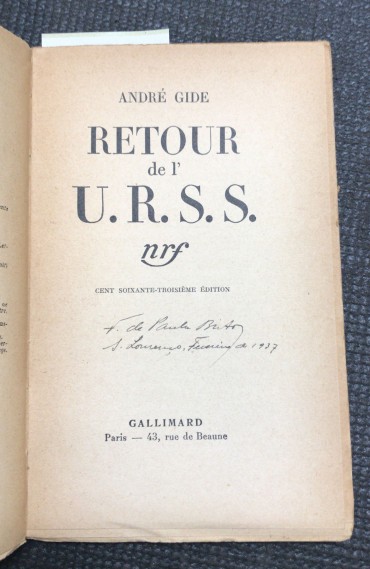 ANDRÉ GIDE
RETOUR
de l'
U. R. S. S.
nrf
CENT SOIXANTE-TROISIÈME ÉDITION
F. de Paula Brito
S. Lourenço, Fevereiro de 1937
GALLIMARD
Paris — 43, rue de Beaune